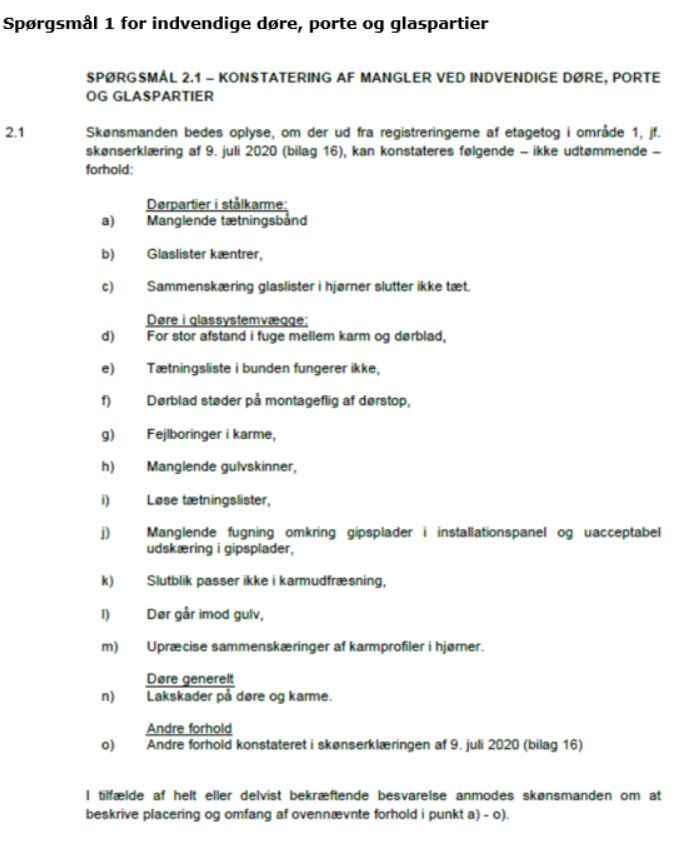 Spørgsmål 1 for indvendige døre, porte og glaspartier
SPØRGSMÅL 2.1 – KONSTATERING AF MANGLER VED INDVENDIGE DØRE, PORTE
OG GLASPARTIER
2.1 Skønsmanden bedes oplyse, om der ud fra registreringerne af etagetog i område 1, jf.
skønserklæring af 9. juli 2020 (bilag 16), kan konstateres følgende – ikke udtømmende –
forhold:
Dørpartier i stålkarme:
a) Manglende tætningsbånd
b) Glaslister kæntrer,
c) Sammenskæring glaslister i hjørner slutter ikke tæt.
Døre i glassystemvægge:
d) For stor afstand i fuge mellem karm og dørblad,
e) Tætningsliste i bunden fungerer ikke,
f) Dørblad støder på montageflig af dørstop,
g) Fejlboringer i karme,
h) Manglende gulvskinner,
i) Løse tætningslister,
j) Manglende fugning omkring gipsplader i installationspanel og uacceptabel
udskæring i gipsplader,
k) Slutblik passer ikke i karmudfræsning,
l) Dør går imod gulv,
m) Upræcise sammenskæringer af karmprofiler i hjørner.
Døre generelt
n) Lakskader på døre og karme.
Andre forhold
o) Andre forhold konstateret i skønserklæringen af 9. juli 2020 (bilag 16)
I tilfælde af helt eller delvist bekræftende besvarelse anmodes skønsmanden om at
beskrive placering og omfang af ovennævnte forhold i punkt a) - o).